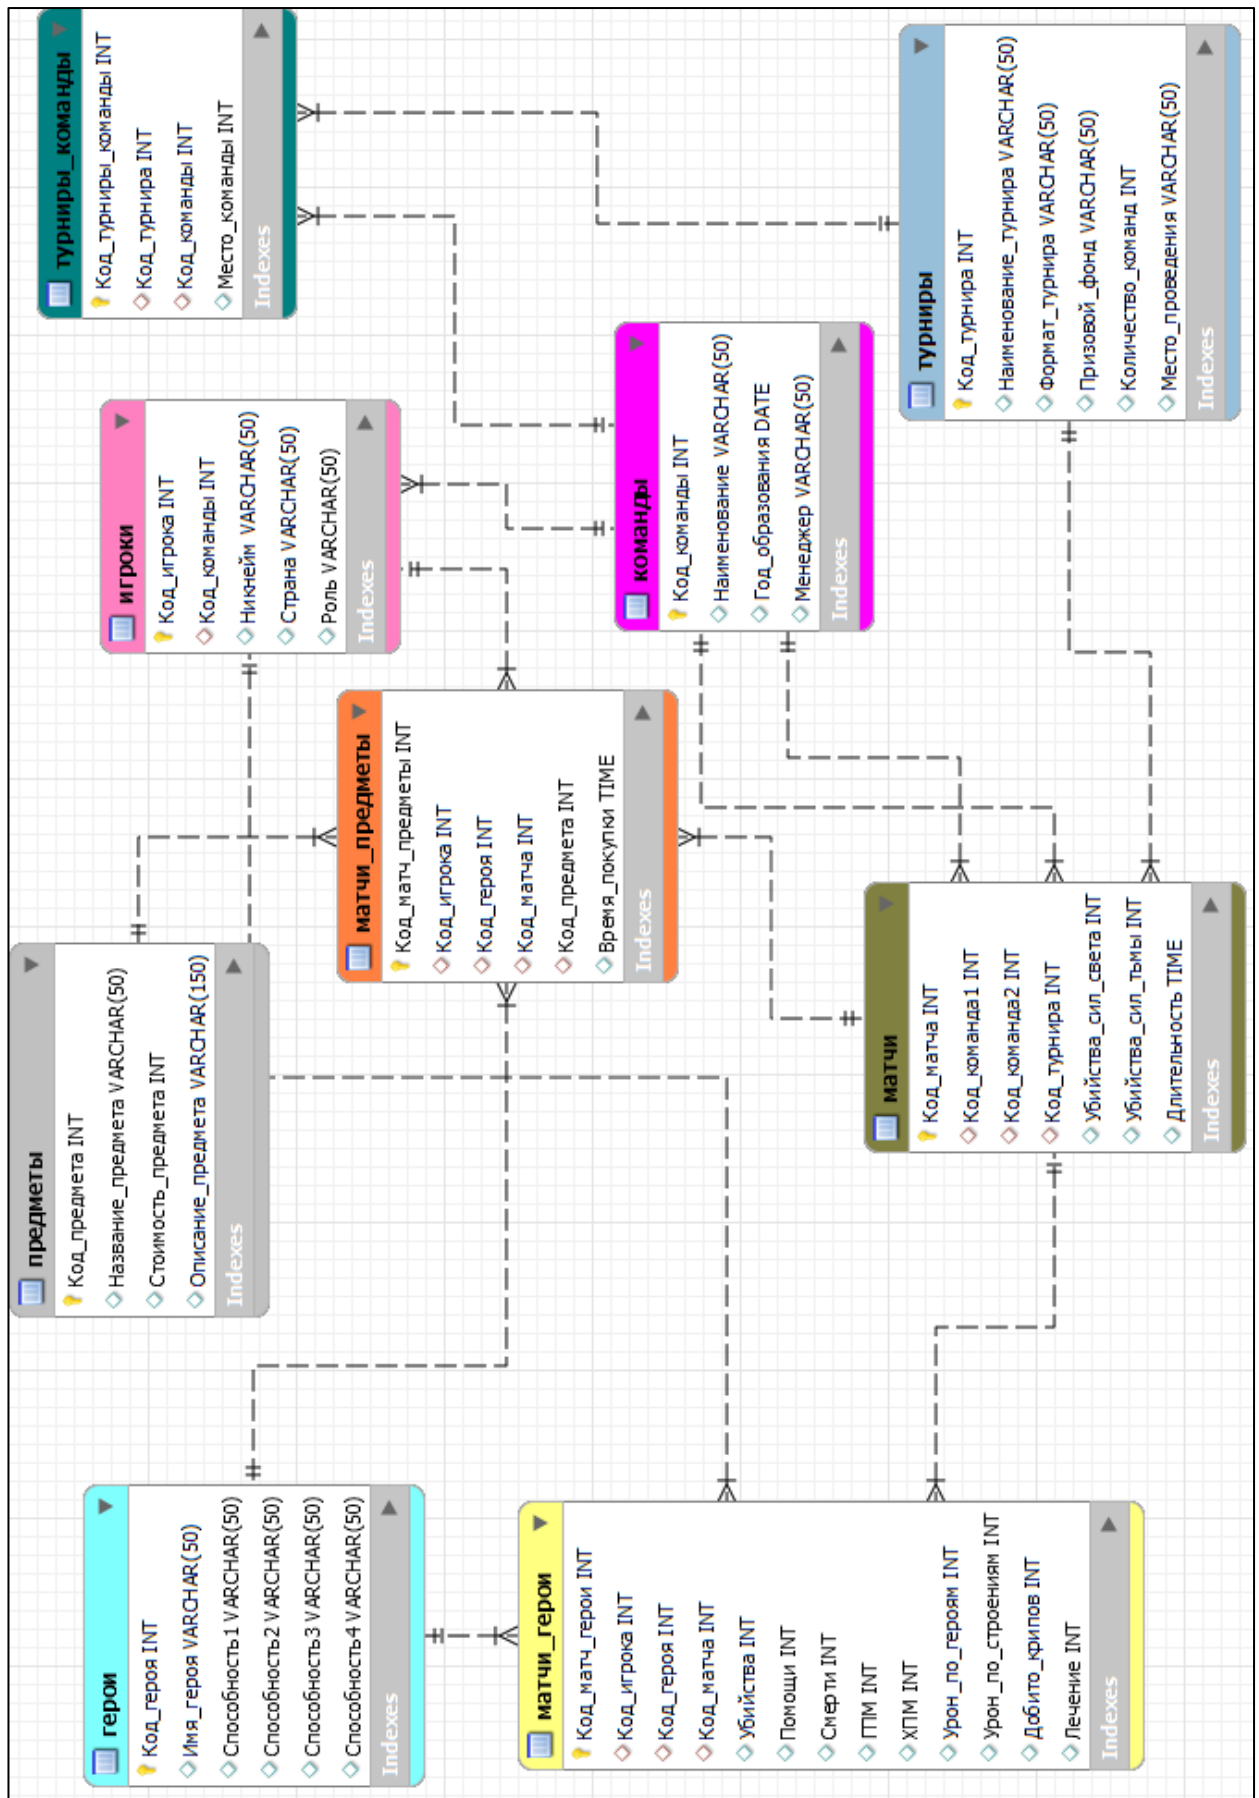 герои
Код_героя INT
Имя_героя VARCHAR(50)
Способность1 VARCHAR(50)
Способность2 VARCHAR(50)
Способность3 VARCHAR(50)
Способность4 VARCHAR(50)
Indexes
предметы
Код_предмета INT
Название_предмета VARCHAR(50)
Стоимость_предмета INT
Описание_предмета VARCHAR(150)
Indexes
игроки
Код_игрока INT
Код_команды INT
Никнейм VARCHAR(50)
Страна VARCHAR(50)
Роль VARCHAR(50)
Indexes
турниры_команды
Код_турниры_команды INT
Код_турнира INT
Код_команды INT
Место_команды INT
Indexes
матчи_предметы
Код_матч_предметы INT
Код_игрока INT
Код_героя INT
Код_матча INT
Код_предмета INT
Время_покупки TIME
Indexes
матчи_герои
Код_матч_герои INT
Код_игрока INT
Код_героя INT
Код_матча INT
Убийства INT
Помощи INT
Смерти INT
ГПМ INT
ХПМ INT
Урон_по_героям INT
Урон_по_строениям INT
Добито_крипов INT
Лечение INT
Indexes
команды
Код_команды INT
Наименование VARCHAR(50)
Год_образования DATE
Менеджер VARCHAR(50)
Indexes
матчи
Код_матча INT
Код_команда1 INT
Код_команда2 INT
Код_турнира INT
Убийства_сил_света INT
Убийства_сил_тьмы INT
Длительность TIME
Indexes
турниры
Код_турнира INT
Наименование_турнира VARCHAR(50)
Формат_турнира VARCHAR(50)
Призовой_фонд VARCHAR(50)
Количество_команд INT
Место_проведения VARCHAR(50)
Indexes